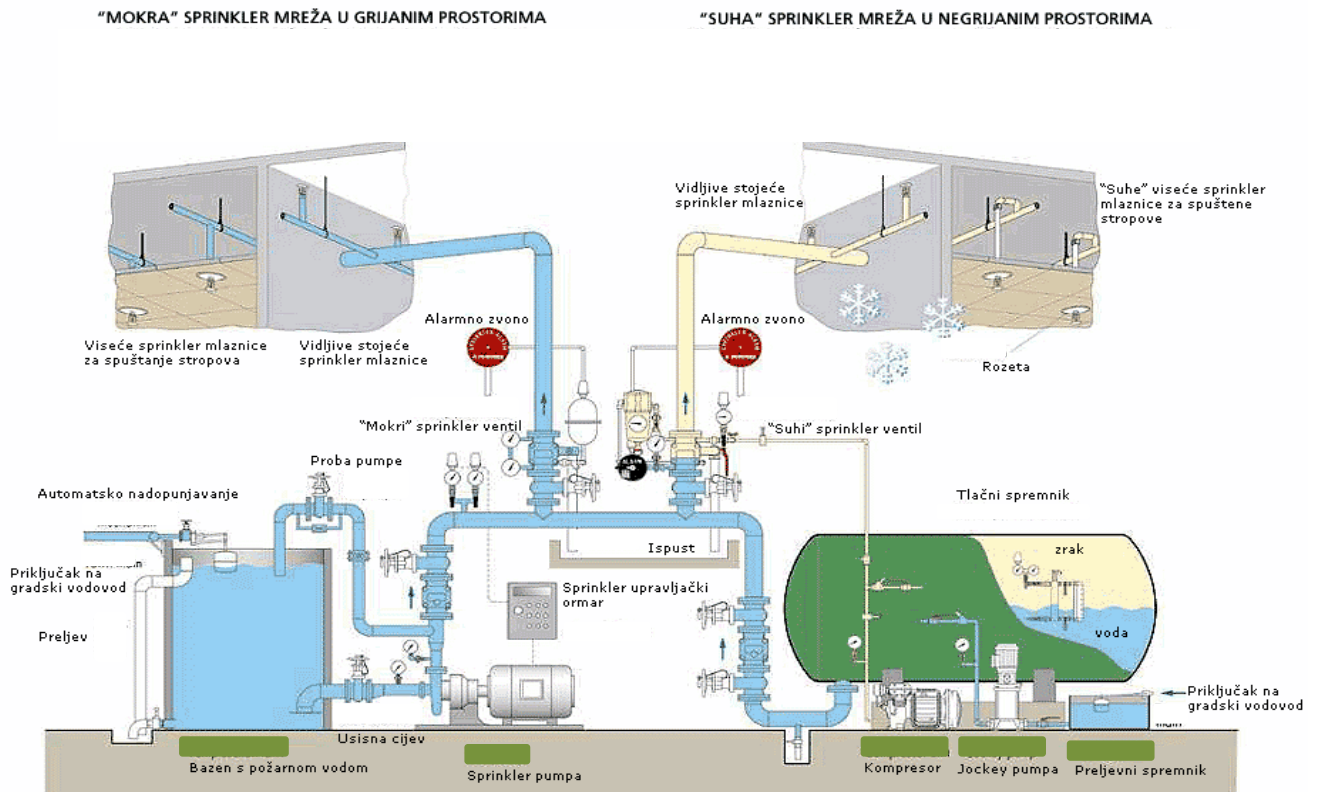 “MOKRA“ SPRINKLER MREŽA U GRIJANIM PROSTORIMA
“SUHA“ SPRINKLER MREŽA U NEGRIJANIM PROSTORIMA
Vidljive stojeće
sprinkler mlaznice
“Suhe” viseće sprinkler
mlaznice za spuštene
stropove
Alarmno zvono
Alarmno zvono
Viseće sprinkler mlaznice
za spuštanje stropova
Vidljive stojeće
sprinkler mlaznice
Rozeta
“Mokri” sprinkler ventil
“Suhi” sprinkler ventil
Proba pumpe
Automatsko nadopunjavanje
Tlačni spremnik
Ispust
zrak
Priključak na
gradski vodovod
Sprinkler upravljački
ormar
Preljev
voda
Priključak na
gradski vodovod
Usisna cijev
Bazen s požarnom vodom
Sprinkler pumpa
Kompresor
Jockey pumpa
Preljevni spremnik